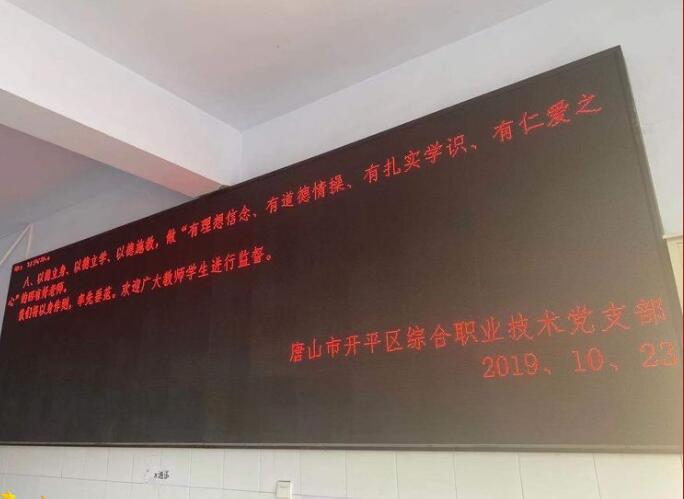 八、以德立身、以德立学、以德施教，做“有理想信念、有道德情操、有扎实学识、有仁爱之
心”的四有好老师。
我们将以身作则，率先垂范。欢迎广大教师学生进行监督。
唐山市开平区综合职业技术党支部
2019、10、23